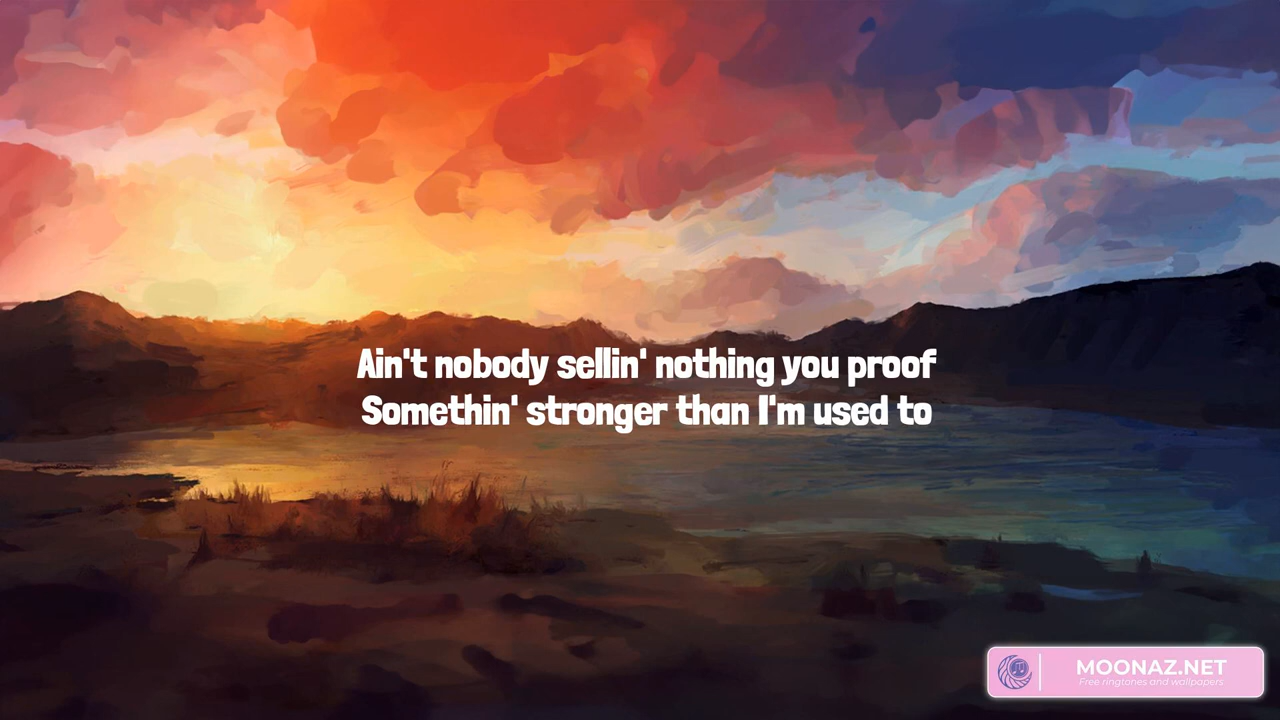 Ain't nobody sellin' nothing you proof
Somethin' stronger than I'm used to
MOONAZ.NET
Free ringtones and wallpapers